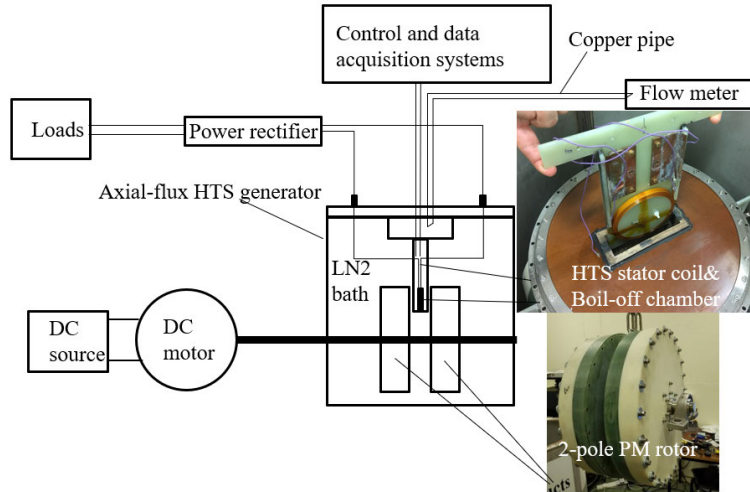 Control and data
acquisition systems
Copper pipe
Flow meter
Loads
Power rectifier
Axial-flux HTS generator
LN2
bath
HTS stator coil&
Boil-off chamber
DC
source
DC
motor
2-pole PM rotor
cts